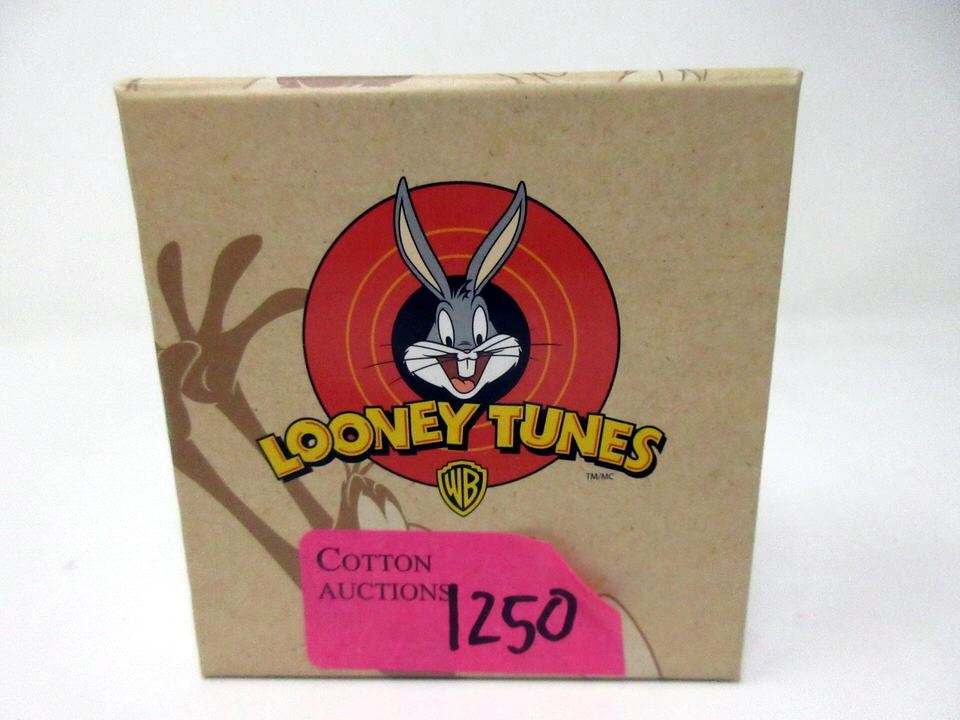 LOONEY TUNES
WB
TM/MC
COTTON
AUCTIONS
1250